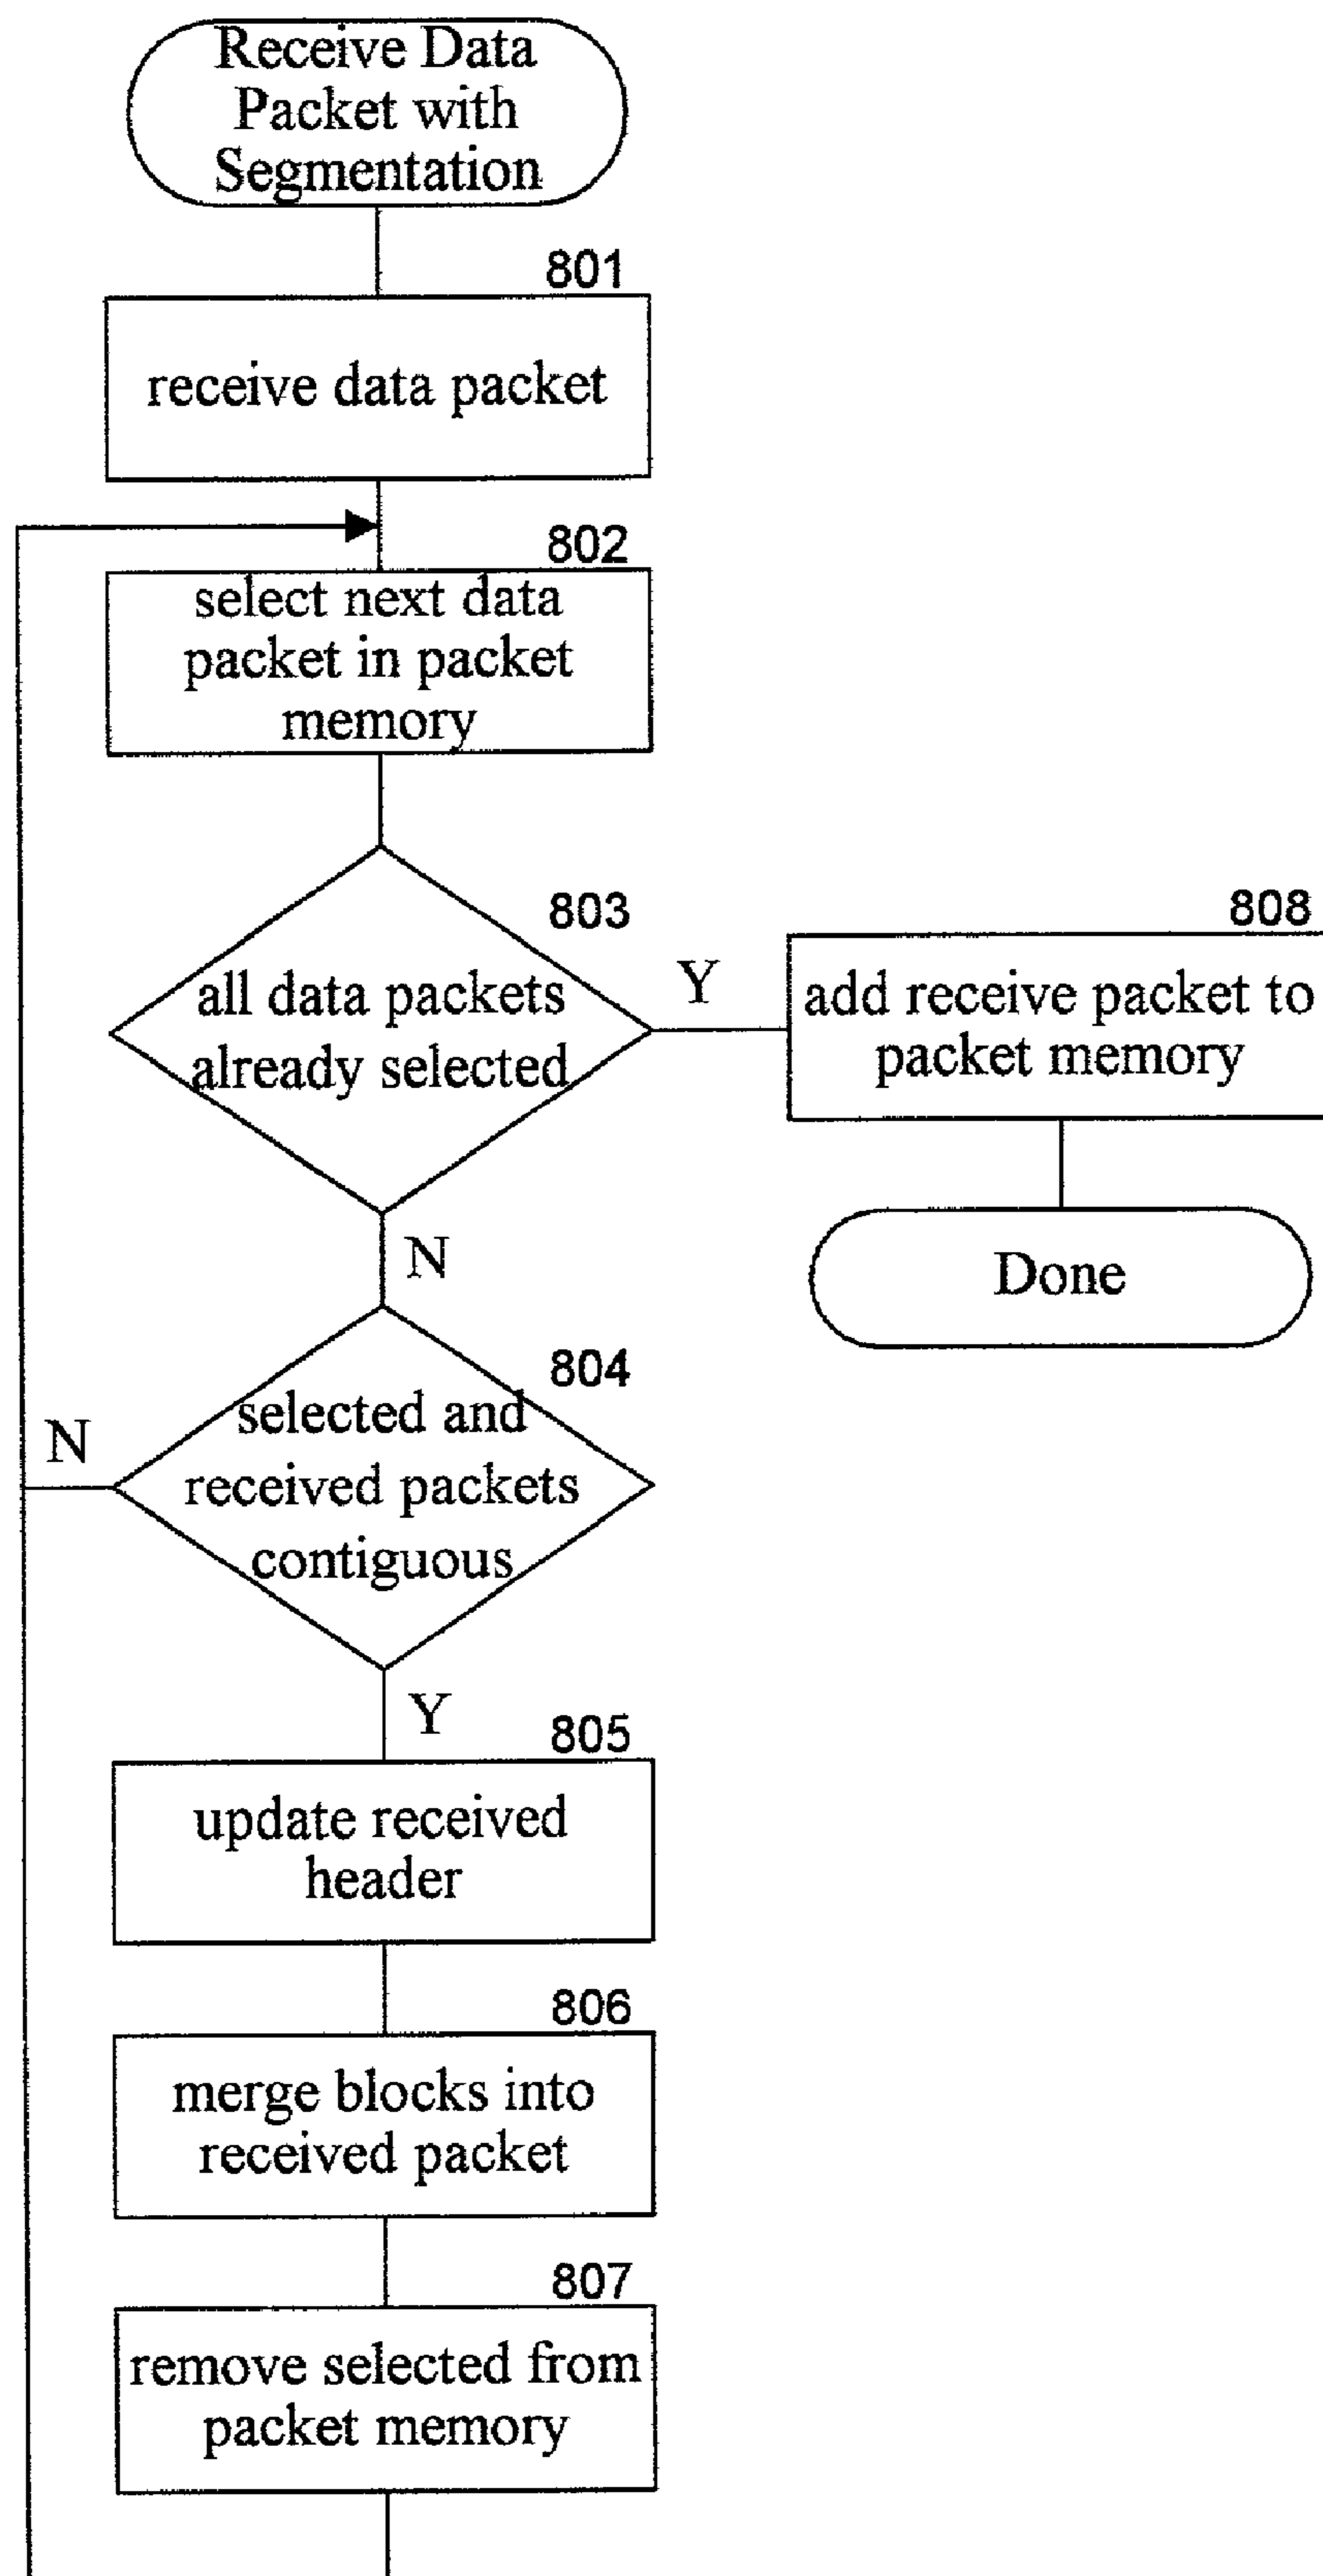 Receive Data
Packet with
Segmentation
801
receive data packet
802
select next data
packet in packet
memory
803
all data packets
already selected
Y
808
add receive packet to
packet memory
N
Done
804
selected and
received packets
contiguous
N
Y
805
update received
header
806
merge blocks into
received packet
807
remove selected from
packet memory